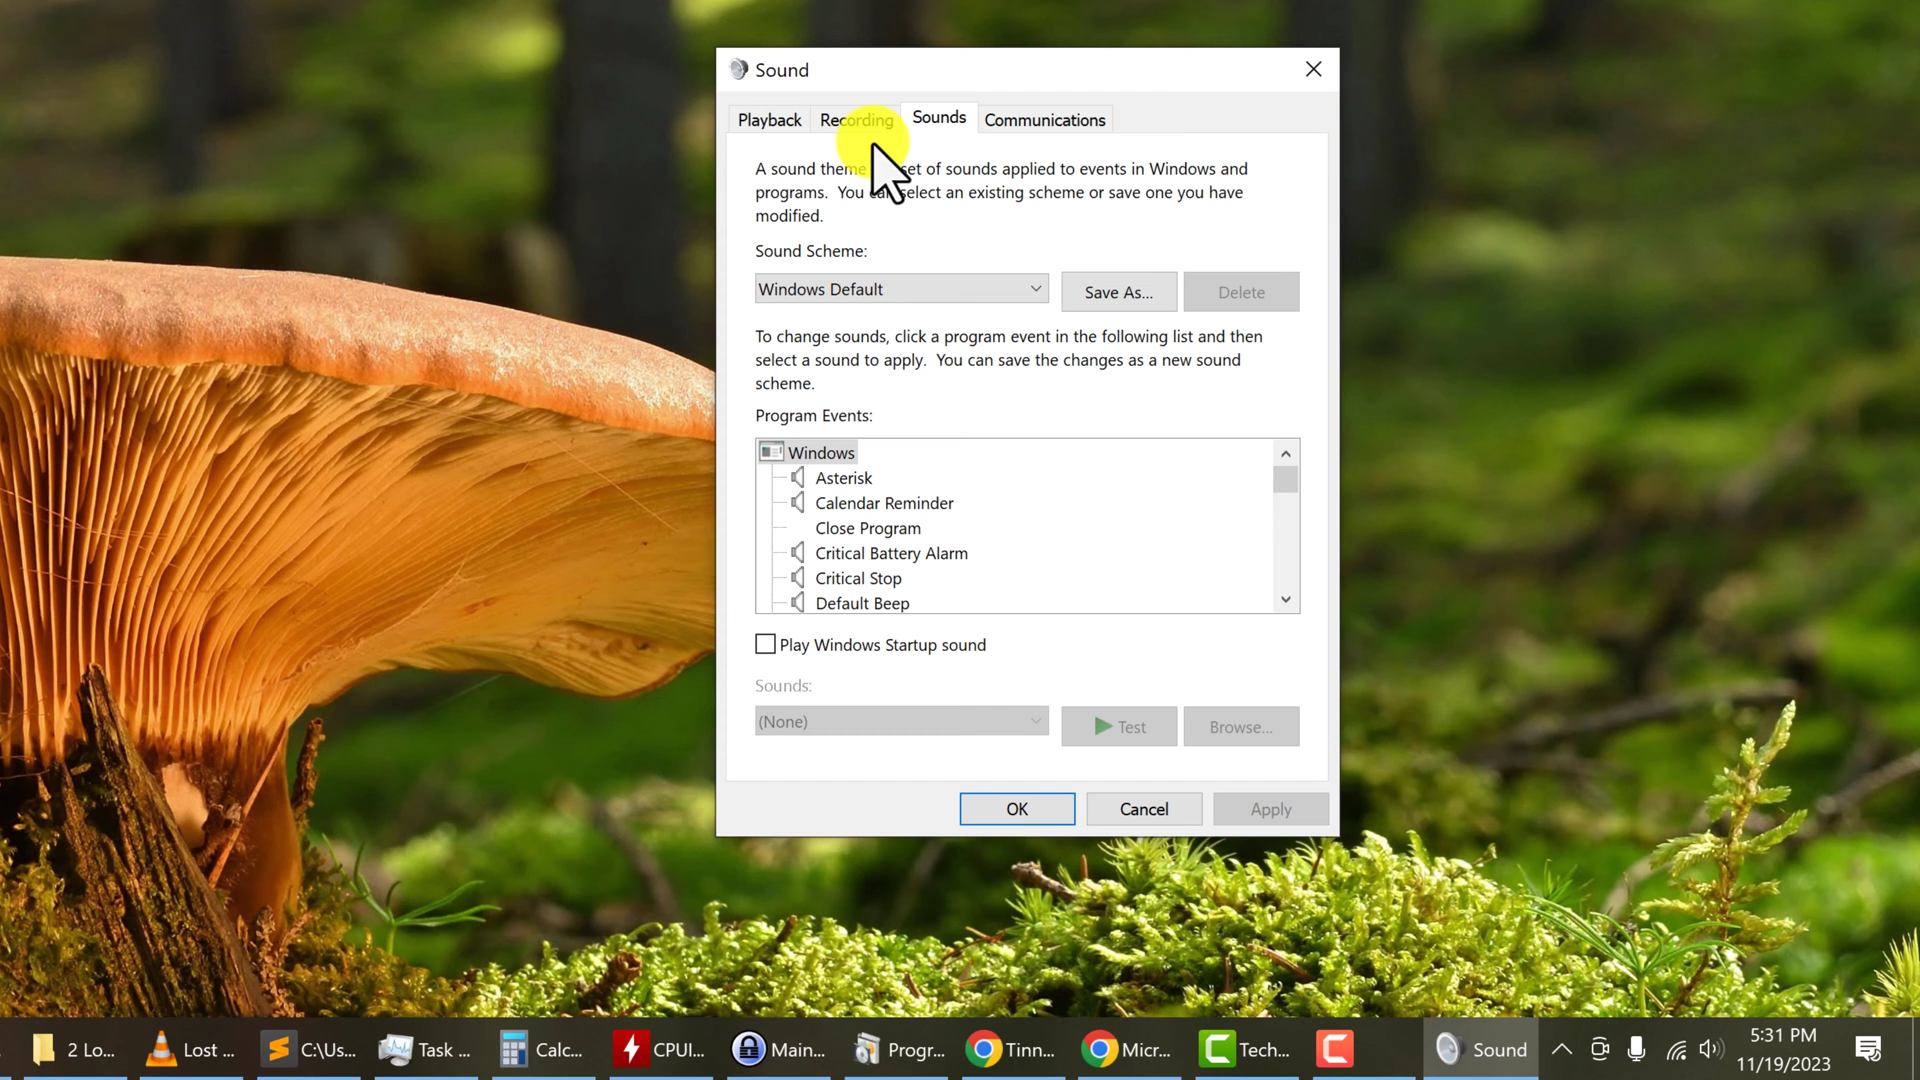 Sound
Playback
Recording
Sounds
Communications
A sound theme set of sounds applied to events in Windows and
programs. You can select an existing scheme or save one you have
modified.
Sound Scheme:
Windows Default
Save As...
Delete
To change sounds, click a program event in the following list and then
select a sound to apply. You can save the changes as a new sound
scheme.
Program Events:
Windows
Asterisk
Calendar Reminder
Close Program
Critical Battery Alarm
Critical Stop
Default Beep
Play Windows Startup sound
Sounds:
(None)
Test
Browse...
OK
Cancel
Apply
2 Lo...
Lost ...
C:\Us...
Task ...
Calc...
CPUI...
Main...
Progr...
Tinn...
Micr...
Tech...
Sound
5:31 PM
11/19/2023